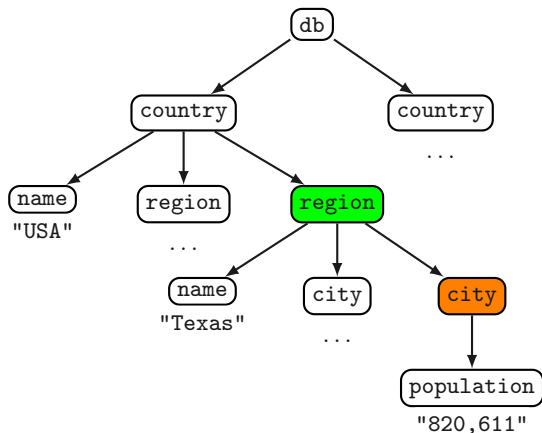 db
country country
...
name region region
"USA" ...
name city city
"Texas" ...
population
"820,611"